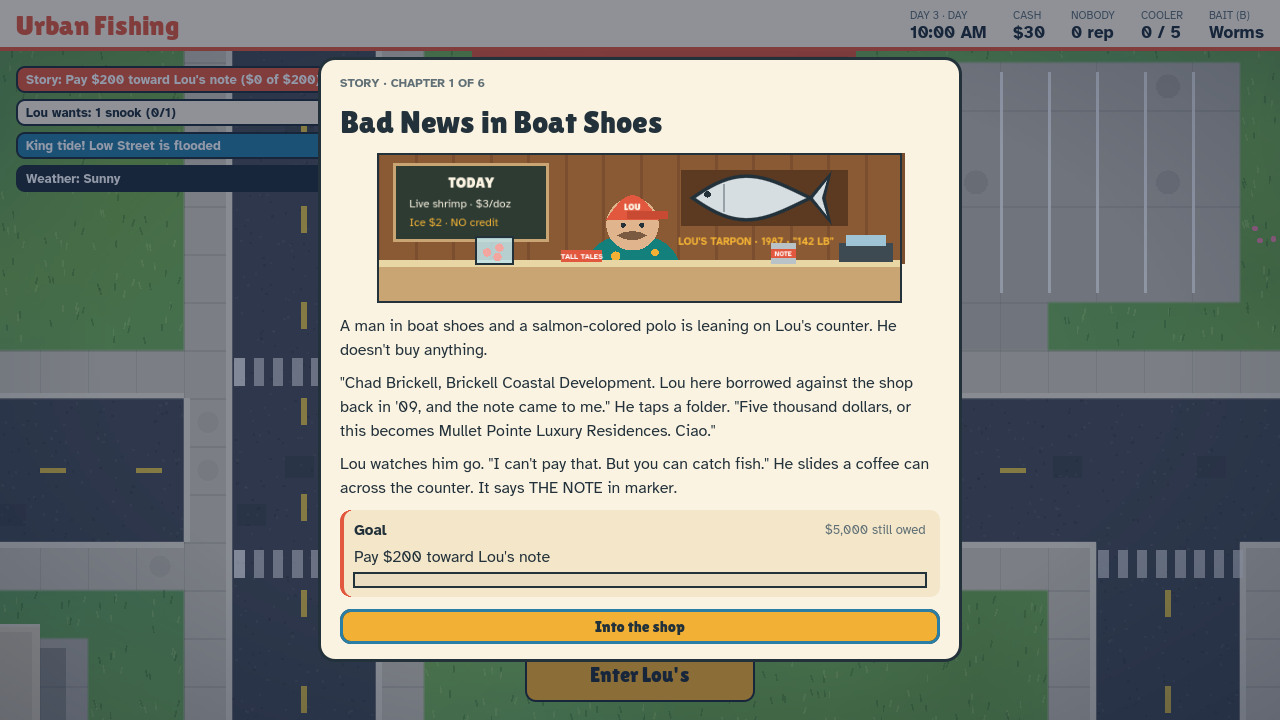 Urban Fishing
DAY 3 · DAY
10:00 AM
CASH
$30
NOBODY
0 rep
COOLER
0 / 5
BAIT (B)
Worms
Story: Pay $200 toward Lou's note ($0 of $200)
Lou wants: 1 snook (0/1)
King tide! Low Street is flooded
Weather: Sunny
STORY · CHAPTER 1 OF 6
Bad News in Boat Shoes
TODAY
Live shrimp · $3/doz
Ice $2 · NO credit
LOU
LOU'S TARPON · 1987 · "142 LB"
TALL TALES
NOTE
A man in boat shoes and a salmon-colored polo is leaning on Lou's counter. He
doesn't buy anything.
"Chad Brickell, Brickell Coastal Development. Lou here borrowed against the shop
back in '09, and the note came to me." He taps a folder. "Five thousand dollars, or
this becomes Mullet Pointe Luxury Residences. Ciao."
Lou watches him go. "I can't pay that. But you can catch fish." He slides a coffee can
across the counter. It says THE NOTE in marker.
Goal
$5,000 still owed
Pay $200 toward Lou's note
Into the shop
Enter Lou's